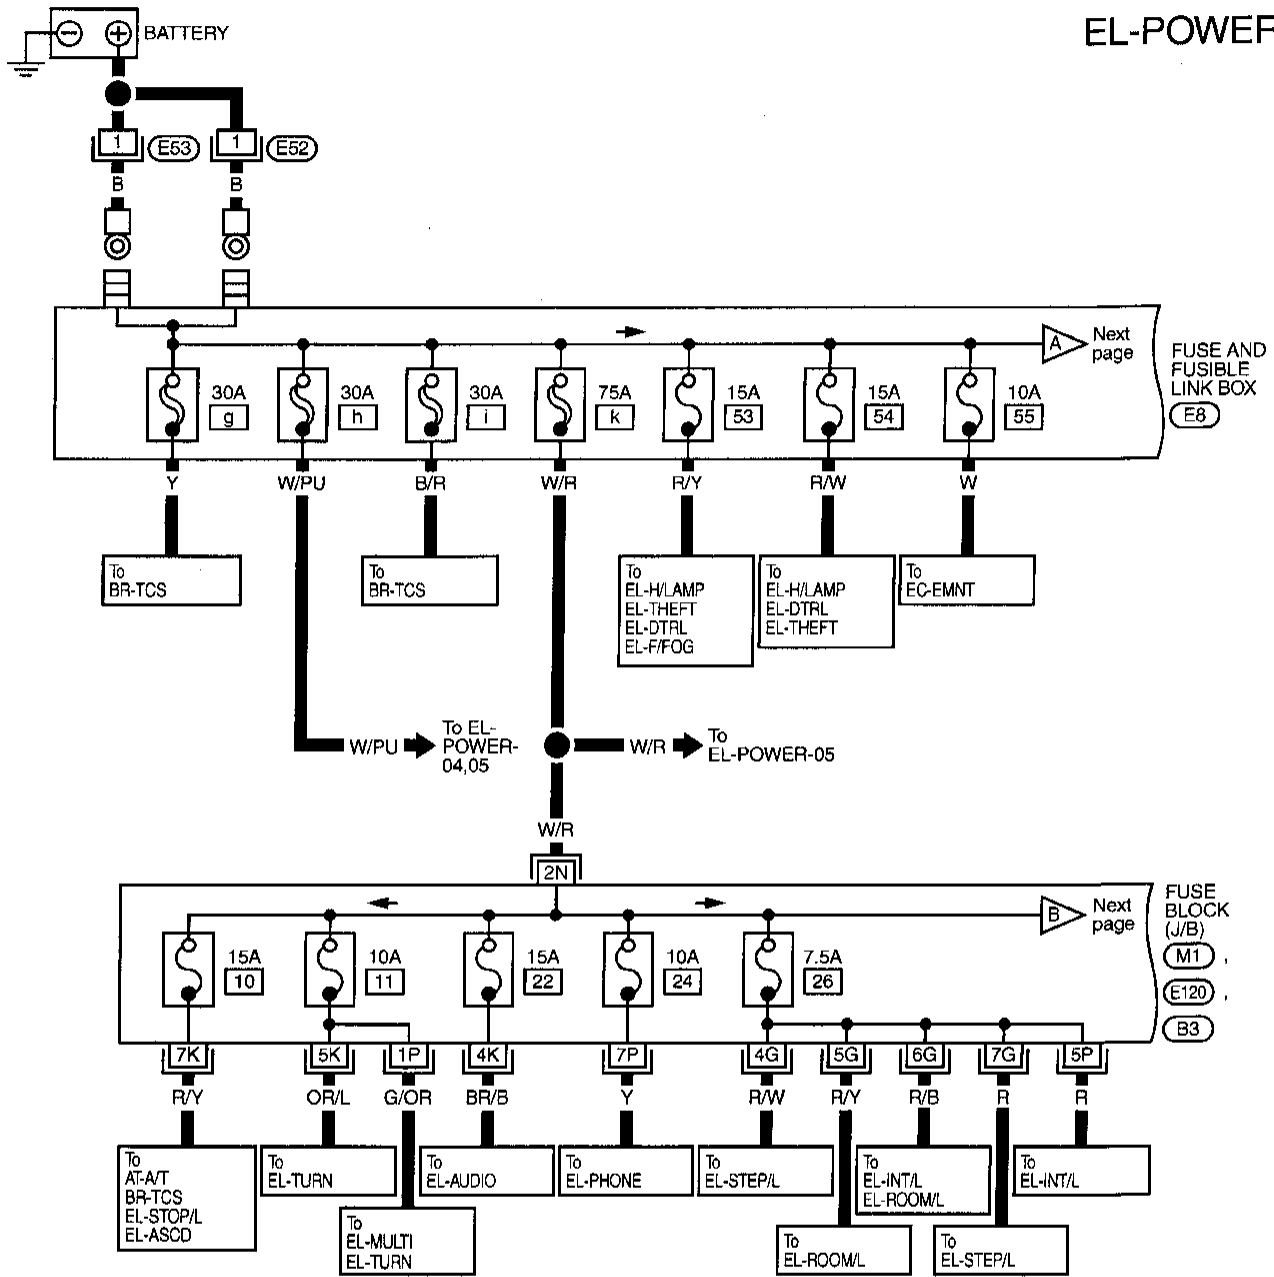 EL-POWER
BATTERY
1
E53
1
E52
B
B
A
Next
page
FUSE AND
FUSIBLE
LINK BOX
E8
30A
g
30A
h
30A
i
75A
k
15A
53
15A
54
10A
55
Y
W/PU
B/R
W/R
R/Y
R/W
W
To
BR-TCS
To
BR-TCS
To
EL-H/LAMP
EL-THEFT
EL-DTRL
EL-F/FOG
To
EL-H/LAMP
EL-DTRL
EL-THEFT
To
EC-EMNT
W/PU
To EL-
POWER-
04,05
W/R
To
EL-POWER-05
W/R
2N
B
Next
page
FUSE
BLOCK
(J/B)
M1 ,
E120 ,
B3
15A
10
10A
11
15A
22
10A
24
7.5A
26
7K
5K
1P
4K
7P
4G
5G
6G
7G
5P
R/Y
OR/L
G/OR
BR/B
Y
R/W
R/Y
R/B
R
R
To
AT-A/T
BR-TCS
EL-STOP/L
EL-ASCD
To
EL-TURN
To
EL-MULTI
EL-TURN
To
EL-AUDIO
To
EL-PHONE
To
EL-STEP/L
To
EL-ROOM/L
To
EL-INT/L
EL-ROOM/L
To
EL-STEP/L
To
EL-INT/L